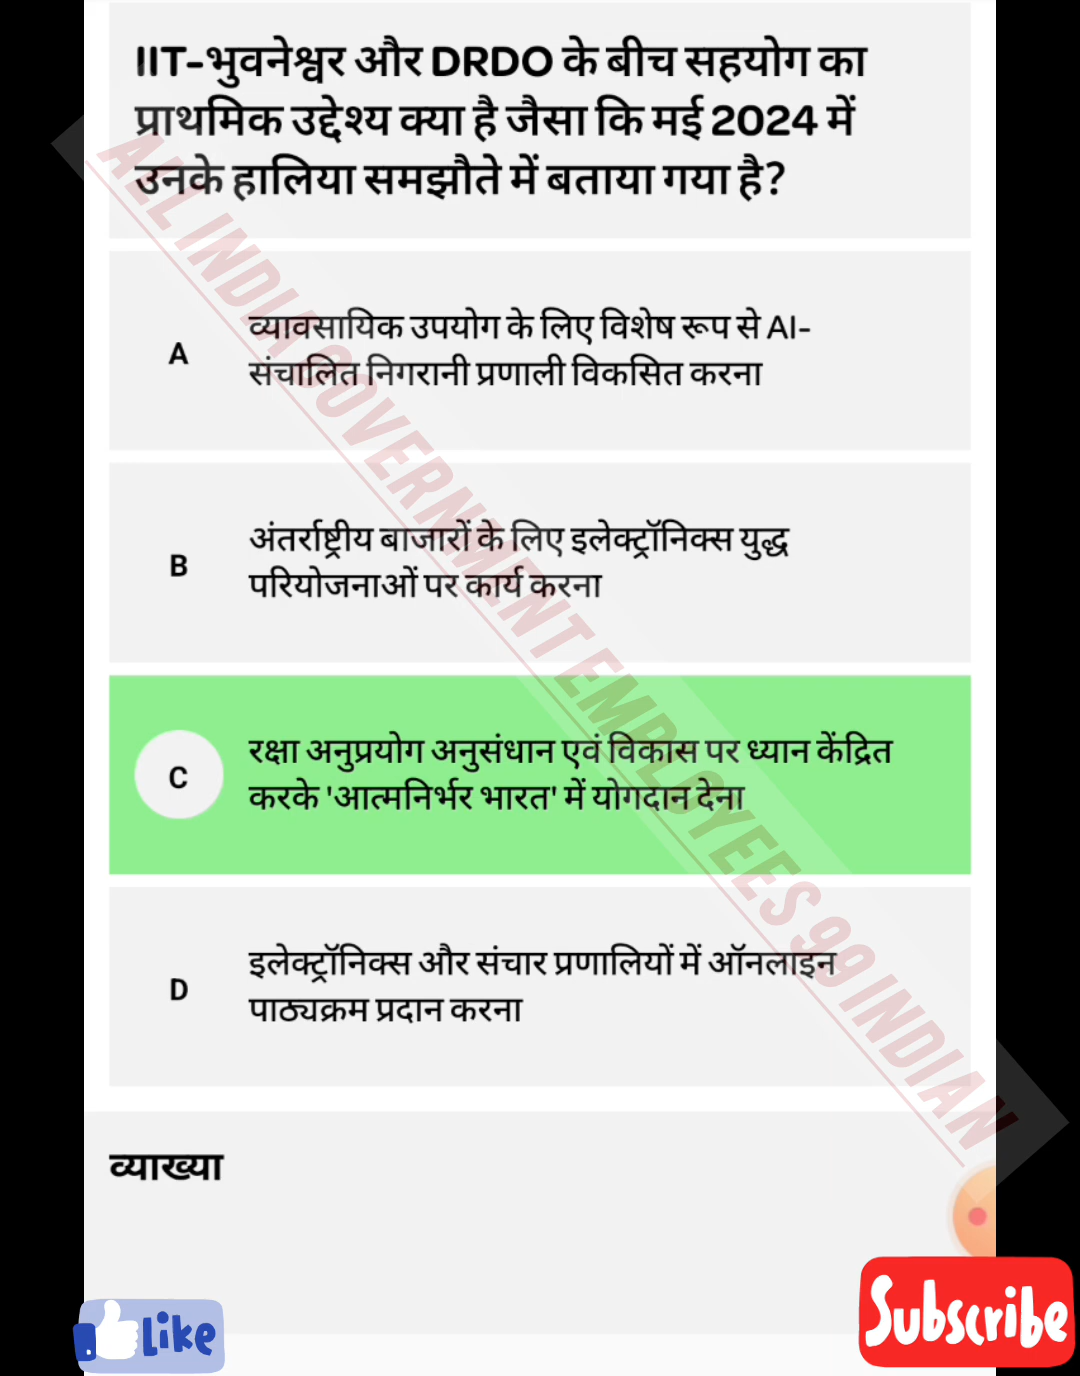 IIT-भुवनेश्वर और DRDO के बीच सहयोग का
प्राथमिक उद्देश्य क्या है जैसा कि मई 2024 में
उनके हालिया समझौते में बताया गया है?
A
व्यावसायिक उपयोग के लिए विशेष रूप से AI-
संचालित निगरानी प्रणाली विकसित करना
B
अंतर्राष्ट्रीय बाजारों के लिए इलेक्ट्रॉनिक्स युद्ध
परियोजनाओं पर कार्य करना
C
रक्षा अनुप्रयोग अनुसंधान एवं विकास पर ध्यान केंद्रित
करके 'आत्मनिर्भर भारत' में योगदान देना
D
इलेक्ट्रॉनिक्स और संचार प्रणालियों में ऑनलाइन
पाठ्यक्रम प्रदान करना
व्याख्या
ALL INDIA GOVERNMENT EMPLOYEES 99 INDIAN
Like
Subscribe